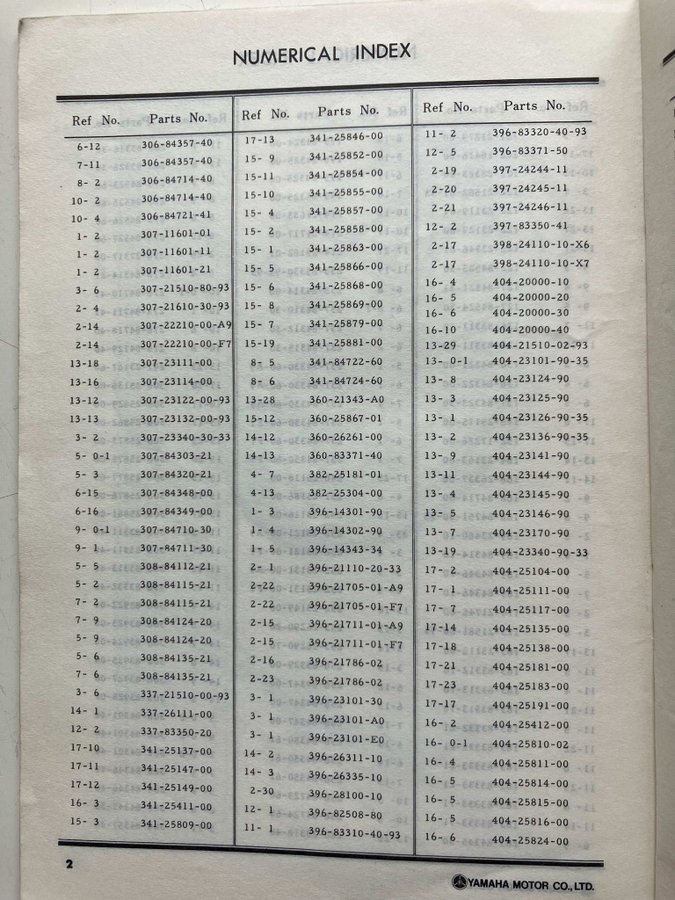 NUMERICAL INDEX
Ref No. Parts No.
6-12 306-84357-40
7-11 306-84357-40
8- 2 306-84714-40
10- 2 306-84714-40
10- 4 306-84721-41
1- 2 307-11601-01
1- 2 307-11601-11
1- 2 307-11601-21
3- 6 307-21510-80-93
2- 4 307-21610-30-93
2-14 307-22210-00-A9
2-14 307-22210-00-F7
13-18 307-23111-00
13-16 307-23114-00
13-12 307-23122-00-93
13-13 307-23132-00-93
3- 2 307-23340-30-33
5- 0-1 307-84303-21
5- 3 307-84320-21
6-15 307-84348-00
6-16 307-84349-00
9- 0-1 307-84710-30
9- 1 307-84711-30
5- 5 308-84112-21
5- 2 308-84115-21
7- 2 308-84115-21
7- 9 308-84124-20
5- 9 308-84124-20
5- 6 308-84135-21
7- 6 308-84135-21
3- 6 337-21510-00-93
14- 1 337-26111-00
12- 2 337-83350-20
17-10 341-25137-00
17-11 341-25147-00
17-12 341-25149-00
16- 3 341-25411-00
15- 3 341-25809-00
Ref No. Parts No.
17-13 341-25846-00
15- 9 341-25852-00
15-11 341-25854-00
15-10 341-25855-00
15- 4 341-25857-00
15- 2 341-25858-00
15- 1 341-25863-00
15- 5 341-25866-00
15- 6 341-25868-00
15- 8 341-25869-00
15- 7 341-25879-00
15-19 341-25881-00
8- 5 341-84722-60
8- 6 341-84724-60
13-28 360-21343-A0
15-12 360-25867-01
14-12 360-26261-00
14-13 360-83371-40
4- 7 382-25181-01
4-13 382-25304-00
1- 3 396-14301-90
1- 4 396-14302-90
1- 5 396-14343-34
2- 1 396-21110-20-33
2-22 396-21705-01-A9
2-22 396-21705-01-F7
2-15 396-21711-01-A9
2-15 396-21711-01-F7
2-16 396-21786-02
2-23 396-21786-02
3- 1 396-23101-30
3- 1 396-23101-A0
3- 1 396-23101-E0
14- 2 396-26311-10
14- 3 396-26335-10
2-30 396-28100-10
12- 1 396-82508-80
11- 1 396-83310-40-93
Ref No. Parts No.
11- 2 396-83320-40-93
12- 5 396-83371-50
2-19 397-24244-11
2-20 397-24245-11
2-21 397-24246-11
12- 2 397-83350-41
2-17 398-24110-10-X6
2-17 398-24110-10-X7
16- 4 404-20000-10
16- 5 404-20000-20
16- 6 404-20000-30
16-10 404-20000-40
13-29 404-21510-02-93
13- 0-1 404-23101-90-35
13- 8 404-23124-90
13- 3 404-23125-90
13- 1 404-23126-90-35
13- 2 404-23136-90-35
13- 9 404-23141-90
13-11 404-23144-90
13- 4 404-23145-90
13- 5 404-23146-90
13- 7 404-23170-90
13-19 404-23340-90-33
17- 2 404-25104-00
17- 1 404-25111-00
17- 7 404-25117-00
17-14 404-25135-00
17-18 404-25138-00
17-21 404-25181-00
17-23 404-25183-00
17-17 404-25191-00
16- 2 404-25412-00
16- 0-1 404-25810-02
16- 4 404-25811-00
16- 5 404-25814-00
16- 5 404-25815-00
16- 5 404-25816-00
16- 6 404-25824-00
2
YAMAHA MOTOR CO., LTD.